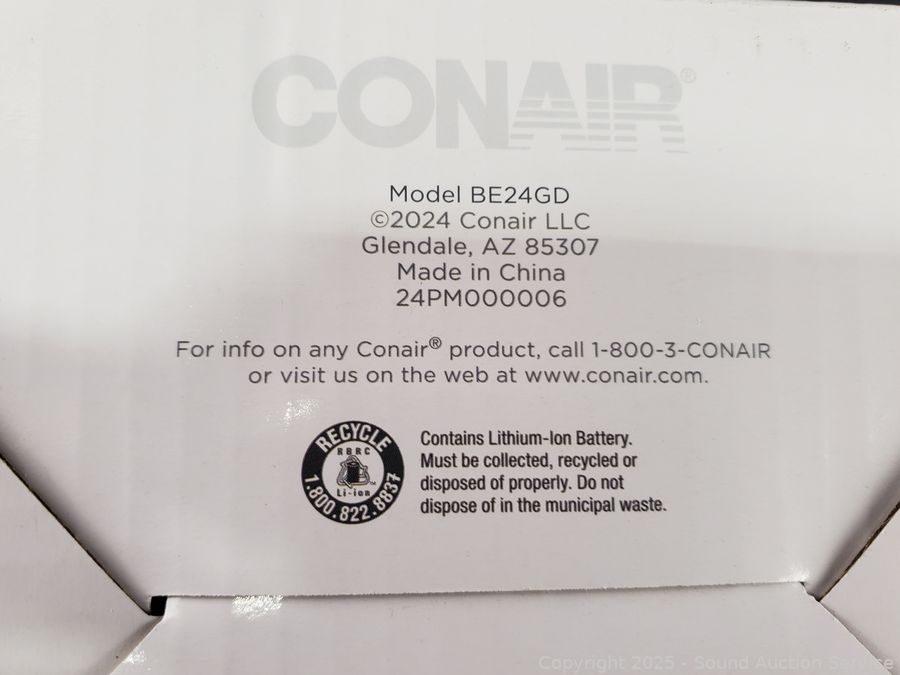 CONAIR®
Model BE24GD
©2024 Conair LLC
Glendale, AZ 85307
Made in China
24PM000006
For info on any Conair® product, call 1-800-3-CONAIR
or visit us on the web at www.conair.com.
RECYCLE
RBRC
Li-ion
1.800.822.8837
Contains Lithium-Ion Battery.
Must be collected, recycled or
disposed of properly. Do not
dispose of in the municipal waste.
Copyright 2025 - Sound Auction Service